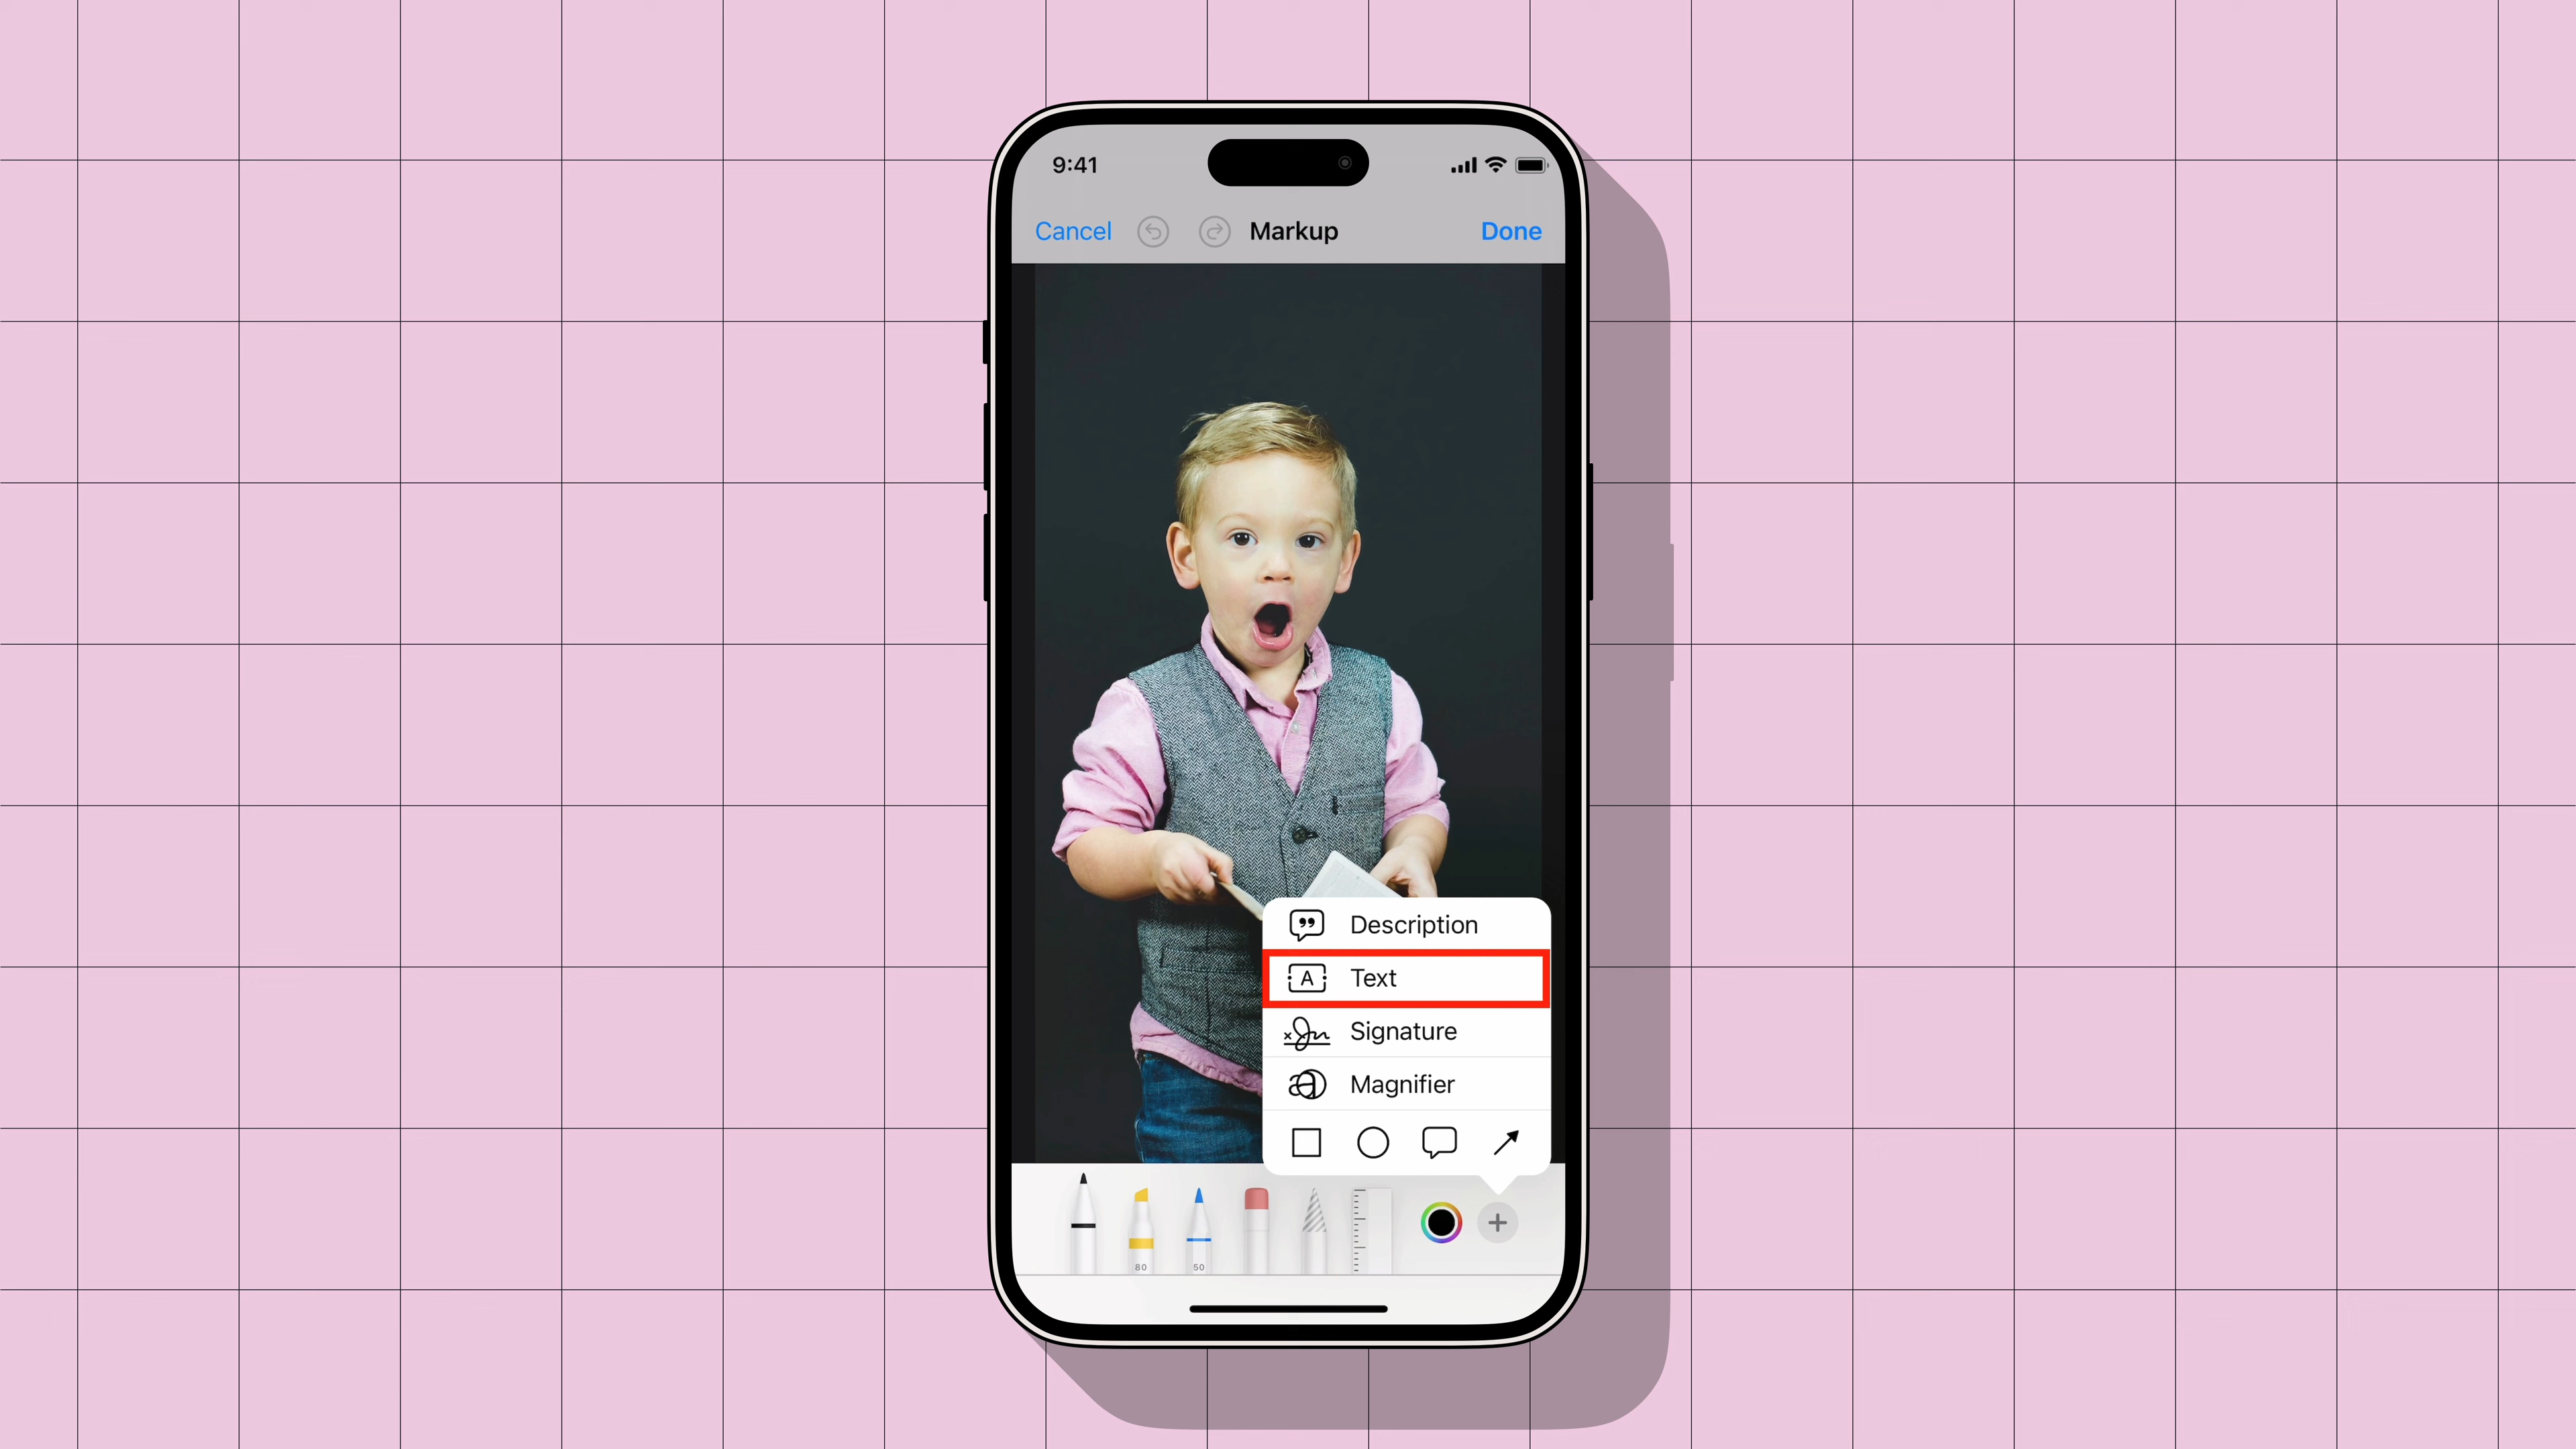 9:41
Cancel Markup Done
Description
A Text
Signature
Magnifier
80 50